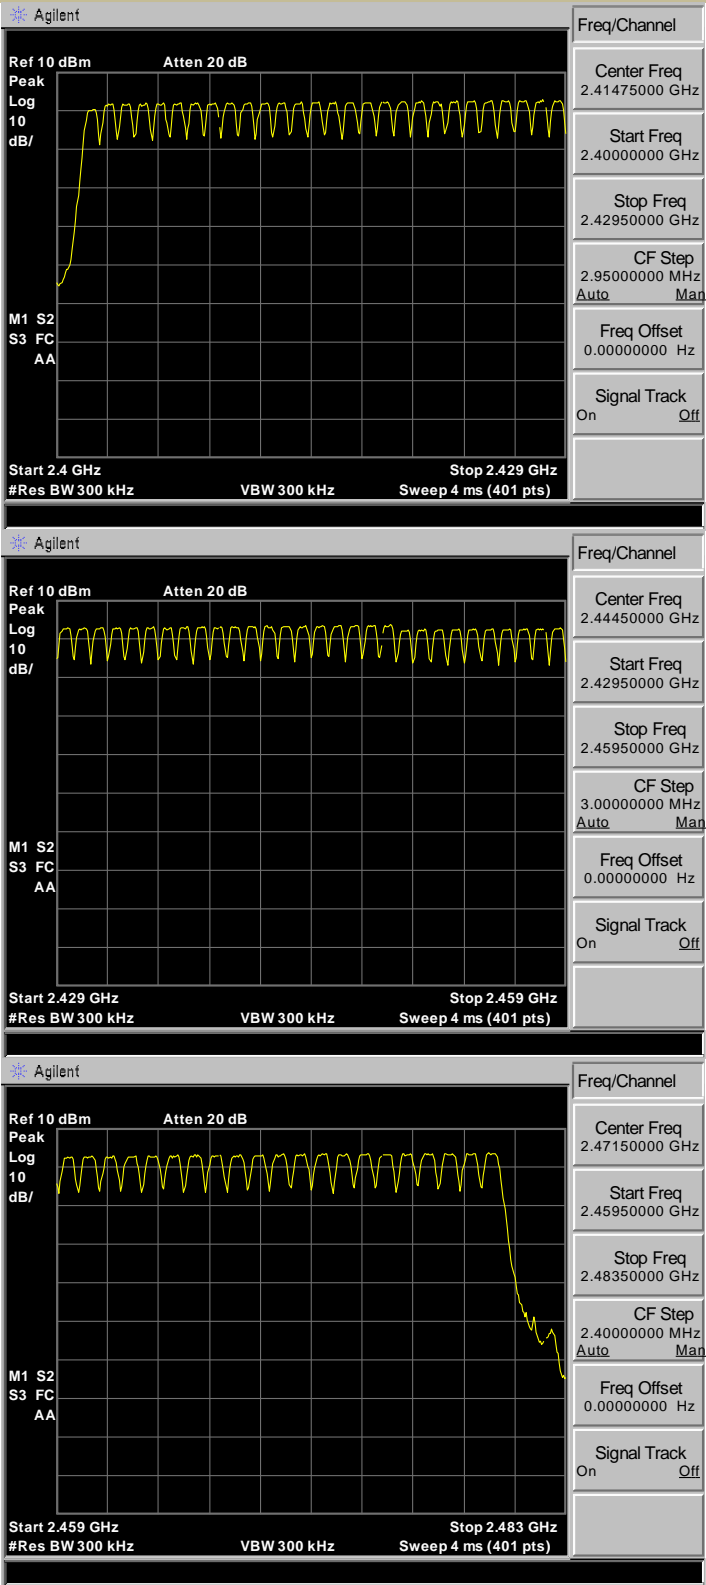 Agilent
Freq/Channel
Ref 10 dBm Atten 20 dB
Peak
Log
10
dB/
Center Freq
2.41475000 GHz
Start Freq
2.40000000 GHz
Stop Freq
2.42950000 GHz
CF Step
2.95000000 MHz
Auto Man
M1 S2
S3 FC
AA
Freq Offset
0.00000000 Hz
Signal Track
On Off
Start 2.4 GHz Stop 2.429 GHz
#Res BW 300 kHz VBW 300 kHz Sweep 4 ms (401 pts)
Agilent
Freq/Channel
Ref 10 dBm Atten 20 dB
Peak
Log
10
dB/
Center Freq
2.44450000 GHz
Start Freq
2.42950000 GHz
Stop Freq
2.45950000 GHz
CF Step
3.00000000 MHz
Auto Man
M1 S2
S3 FC
AA
Freq Offset
0.00000000 Hz
Signal Track
On Off
Start 2.429 GHz Stop 2.459 GHz
#Res BW 300 kHz VBW 300 kHz Sweep 4 ms (401 pts)
Agilent
Freq/Channel
Ref 10 dBm Atten 20 dB
Peak
Log
10
dB/
Center Freq
2.47150000 GHz
Start Freq
2.45950000 GHz
Stop Freq
2.48350000 GHz
CF Step
2.40000000 MHz
Auto Man
M1 S2
S3 FC
AA
Freq Offset
0.00000000 Hz
Signal Track
On Off
Start 2.459 GHz Stop 2.483 GHz
#Res BW 300 kHz VBW 300 kHz Sweep 4 ms (401 pts)